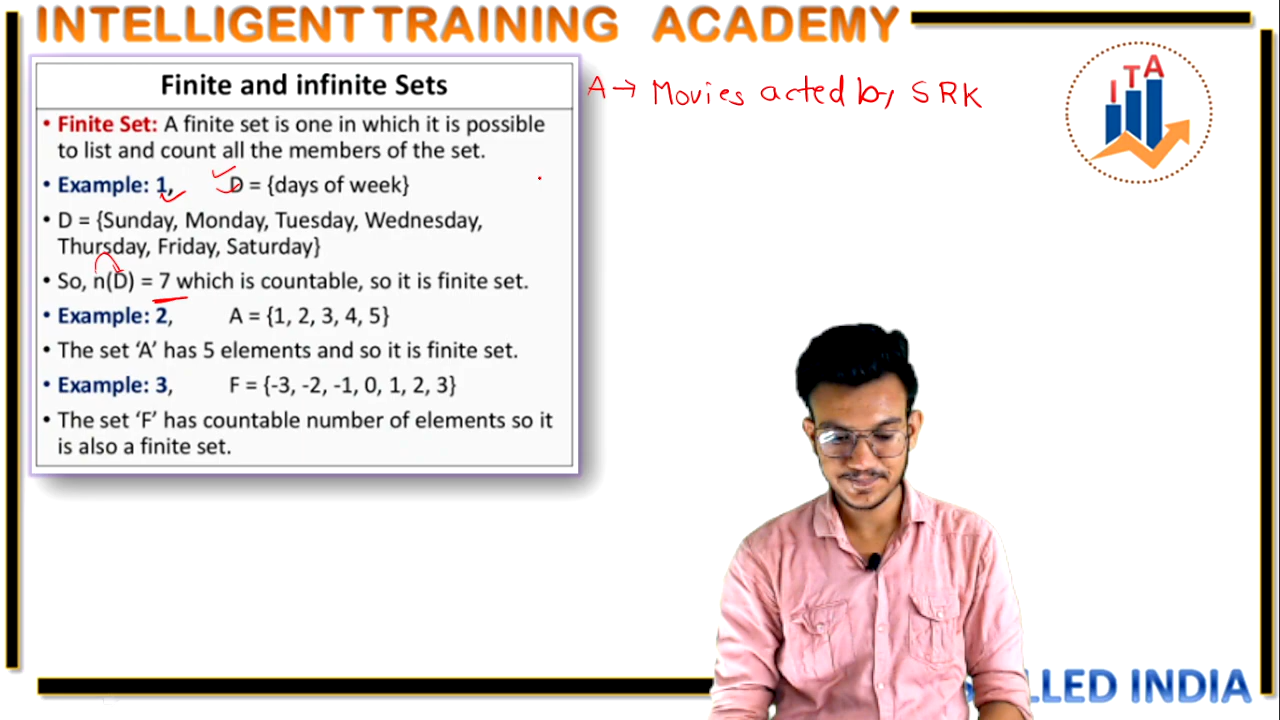 INTELLIGENT TRAINING ACADEMY
Finite and infinite Sets
A → Movies acted by SRK
ITA
• Finite Set: A finite set is one in which it is possible
to list and count all the members of the set.
• Example: 1, D = {days of week}
• D = {Sunday, Monday, Tuesday, Wednesday,
Thursday, Friday, Saturday}
• So, n(D) = 7 which is countable, so it is finite set.
• Example: 2, A = {1, 2, 3, 4, 5}
• The set ‘A’ has 5 elements and so it is finite set.
• Example: 3, F = {-3, -2, -1, 0, 1, 2, 3}
• The set ‘F’ has countable number of elements so it
is also a finite set.
LLED INDIA